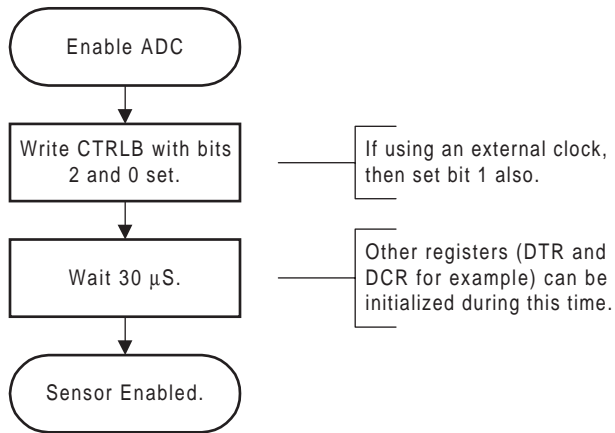 Enable ADC
Write CTRLB with bits
2 and 0 set.
If using an external clock,
then set bit 1 also.
Wait 30 μS.
Other registers (DTR and
DCR for example) can be
initialized during this time.
Sensor Enabled.